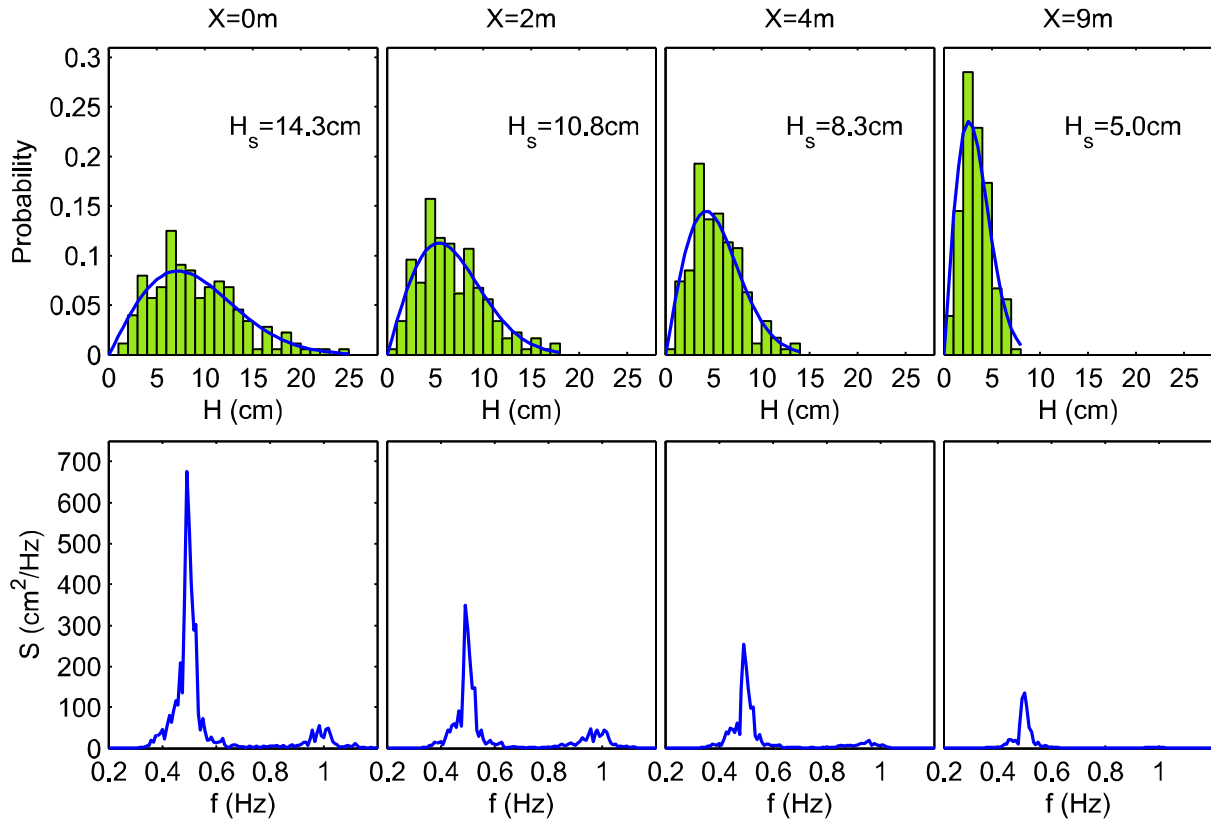 X=0m X=2m X=4m X=9m
0.3
0.25
0.2
0.15
0.1
0.05
0
Probability
H_s=14.3cm H_s=10.8cm H_s=8.3cm H_s=5.0cm
0 5 10 15 20 25 0 5 10 15 20 25 0 5 10 15 20 25 0 5 10 15 20 25
H (cm) H (cm) H (cm) H (cm)
700
600
500
400
300
200
100
0
S (cm²/Hz)
0.2 0.4 0.6 0.8 1 0.2 0.4 0.6 0.8 1 0.2 0.4 0.6 0.8 1 0.2 0.4 0.6 0.8 1
f (Hz) f (Hz) f (Hz) f (Hz)